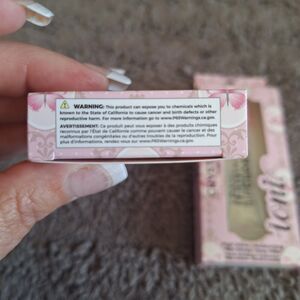 ⚠ WARNING: This product can expose you to chemicals which is
known to the State of California to cause cancer and birth defects or other
reproductive harm. For more information go to www.P65Warnings.ca.gov
AVERTISSEMENT: Ce produit peut vous exposer à des produits chimiques
reconnus par l'État de Californie comme pouvant causer le cancer et des
malformations congénitales ou d'autres troubles de la reproduction. Pour
plus d'informations, rendez-vous sur www.P65Warnings.ca.gov